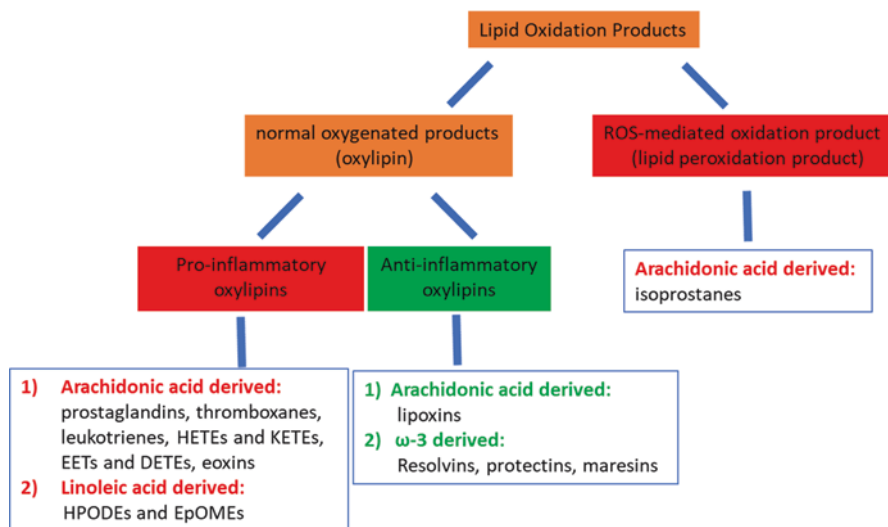 Lipid Oxidation Products
normal oxygenated products
(oxylipin)
ROS-mediated oxidation product
(lipid peroxidation product)
Pro-inflammatory
oxylipins
Anti-inflammatory
oxylipins
Arachidonic acid derived:
isoprostanes
1) Arachidonic acid derived:
prostaglandins, thromboxanes,
leukotrienes, HETEs and KETEs,
EETs and DETEs, eoxins
2) Linoleic acid derived:
HPODEs and EpOMEs
1) Arachidonic acid derived:
lipoxins
2) ω-3 derived:
Resolvins, protectins, maresins